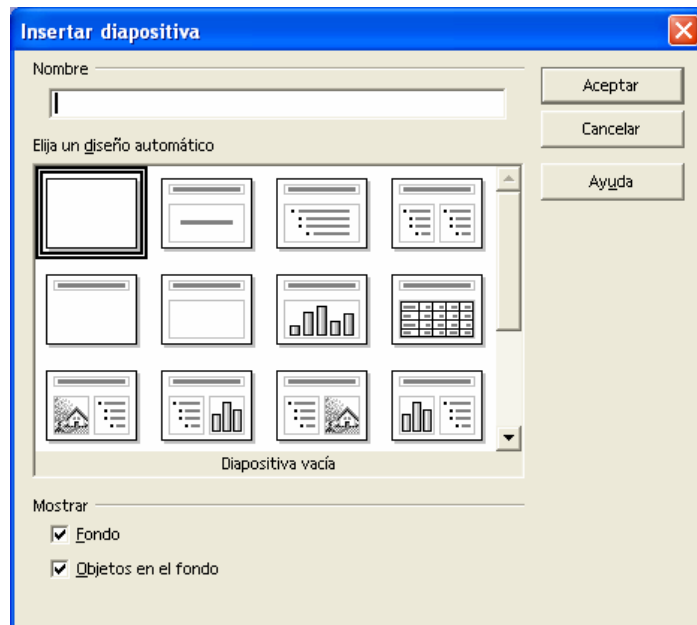 Insertar diapositiva
Nombre
Aceptar
Cancelar
Elija un diseño automático
Ayuda
Diapositiva vacía
Mostrar
Fondo
Objetos en el fondo